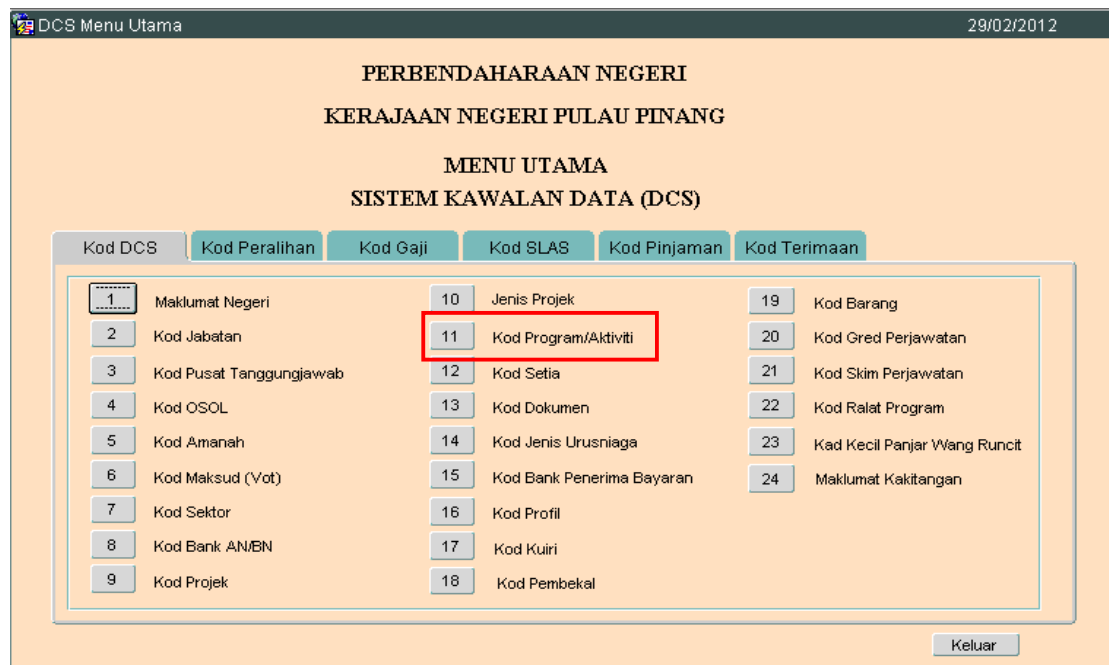 DCS Menu Utama 29/02/2012
PERBENDAHARAAN NEGERI
KERAJAAN NEGERI PULAU PINANG
MENU UTAMA
SISTEM KAWALAN DATA (DCS)
Kod DCS Kod Peralihan Kod Gaji Kod SLAS Kod Pinjaman Kod Terimaan
1 Maklumat Negeri
2 Kod Jabatan
3 Kod Pusat Tanggungjawab
4 Kod OSOL
5 Kod Amanah
6 Kod Maksud (Vot)
7 Kod Sektor
8 Kod Bank AN/BN
9 Kod Projek
10 Jenis Projek
11 Kod Program/Aktiviti
12 Kod Setia
13 Kod Dokumen
14 Kod Jenis Urusniaga
15 Kod Bank Penerima Bayaran
16 Kod Profil
17 Kod Kuiri
18 Kod Pembekal
19 Kod Barang
20 Kod Gred Perjawatan
21 Kod Skim Perjawatan
22 Kod Ralat Program
23 Kad Kecil Panjar Wang Runcit
24 Maklumat Kakitangan
Keluar